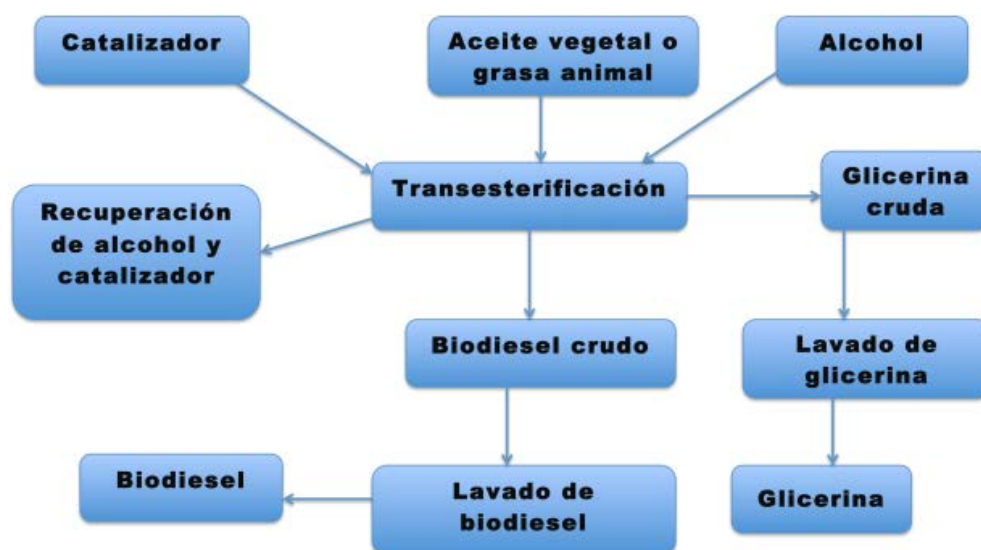 Catalizador
Aceite vegetal o
grasa animal
Alcohol
Transesterificación
Glicerina
cruda
Recuperación
de alcohol y
catalizador
Biodiesel crudo
Lavado de
glicerina
Biodiesel
Lavado de
biodiesel
Glicerina